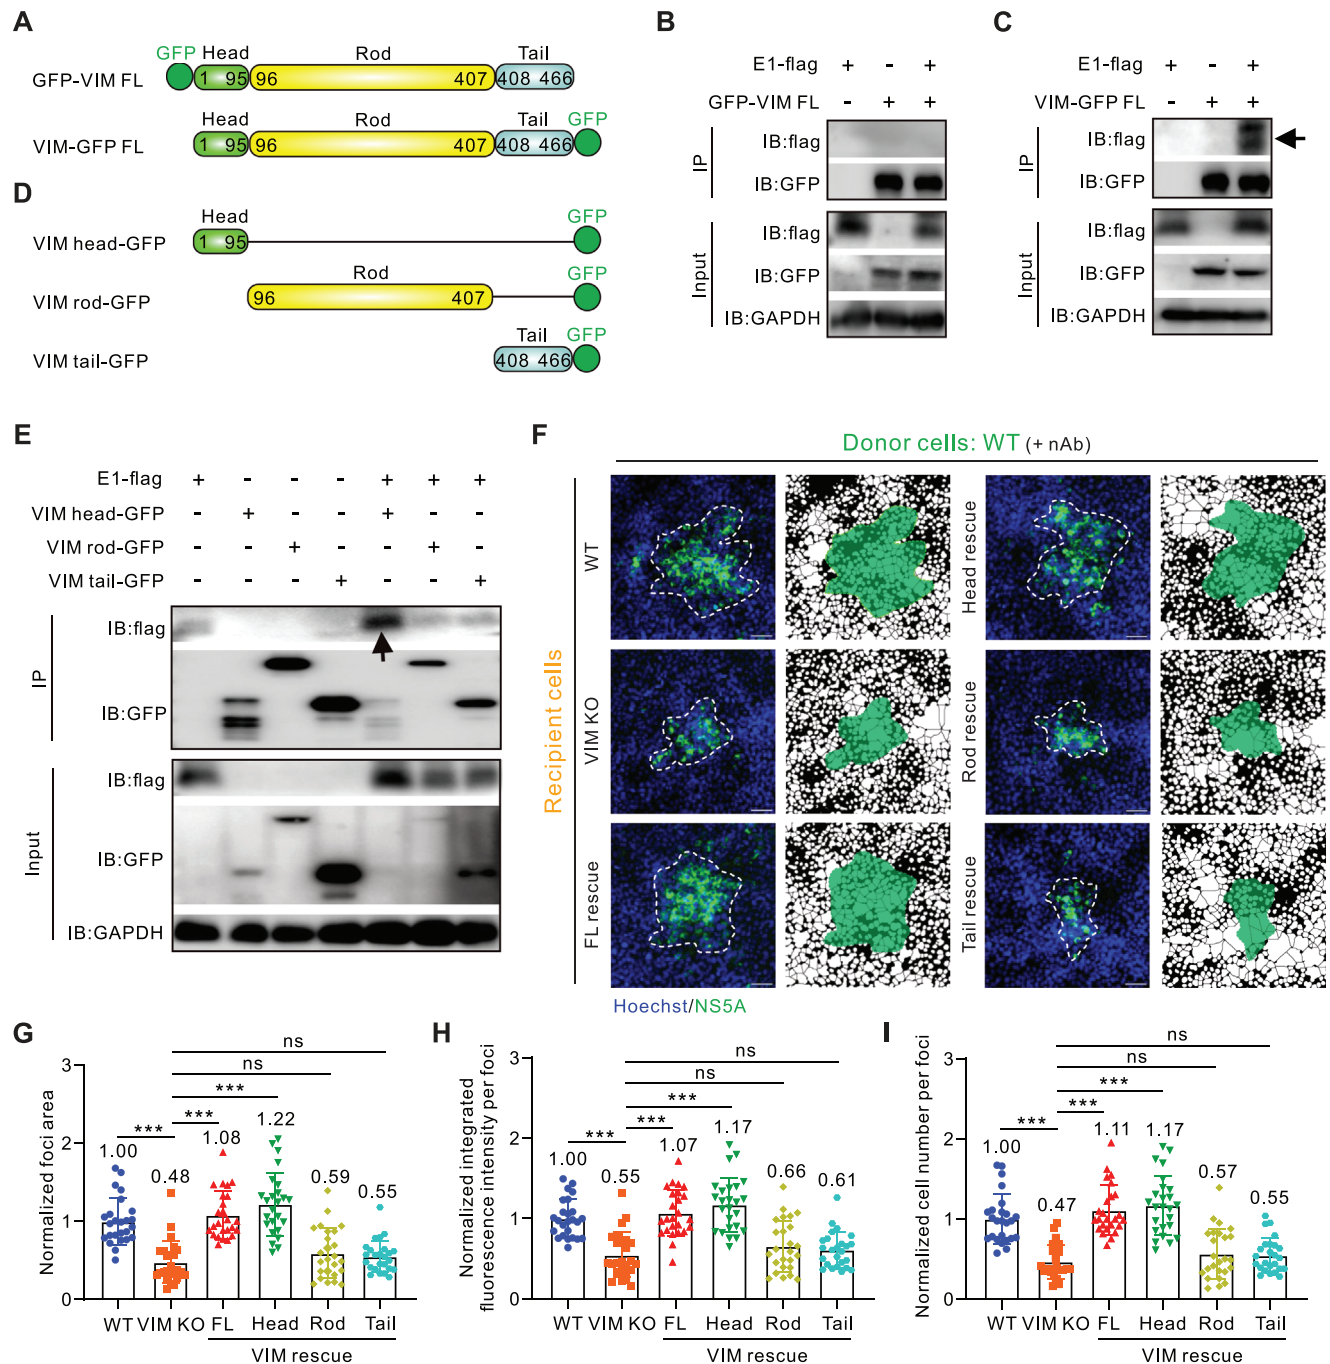 A
GFP Head Rod Tail
GFP-VIM FL 1 95 96 407 408 466
Head Rod Tail GFP
VIM-GFP FL 1 95 96 407 408 466
B
E1-flag + - +
GFP-VIM FL - + +
IP
IB:flag
IB:GFP
Input
IB:flag
IB:GFP
IB:GAPDH
C
E1-flag + - +
VIM-GFP FL - + +
IP
IB:flag
IB:GFP
Input
IB:flag
IB:GFP
IB:GAPDH
D
Head GFP
VIM head-GFP 1 95
Rod GFP
VIM rod-GFP 96 407
Tail GFP
VIM tail-GFP 408 466
E
E1-flag + - - - + + +
VIM head-GFP - + - - + - -
VIM rod-GFP - - + - - + -
VIM tail-GFP - - - + - - +
IP
IB:flag
IB:GFP
Input
IB:flag
IB:GFP
IB:GAPDH
F
Donor cells: WT (+ nAb)
Recipient cells
WT
VIM KO
FL rescue
Head rescue
Rod rescue
Tail rescue
Hoechst/NS5A
G
Normalized foci area
3
2
1
0
ns
ns
***
***
***
1.00
0.48
1.08
1.22
0.59
0.55
WT VIM KO FL Head Rod Tail
VIM rescue
H
Normalized integrated
fluorescence intensity per foci
3
2
1
0
ns
ns
***
***
***
1.00
0.55
1.07
1.17
0.66
0.61
WT VIM KO FL Head Rod Tail
VIM rescue
I
Normalized cell number per foci
3
2
1
0
ns
ns
***
***
***
1.00
0.47
1.11
1.17
0.57
0.55
WT VIM KO FL Head Rod Tail
VIM rescue